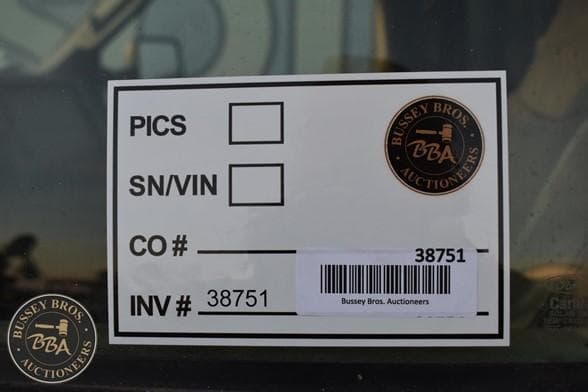 PICS
BUSSEY BROS.
BBA
AUCTIONEERS
SN/VIN
CO #
38751
Bussey Bros. Auctioneers
INV # 38751
BUSSEY BROS.
BBA
AUCTIONEERS